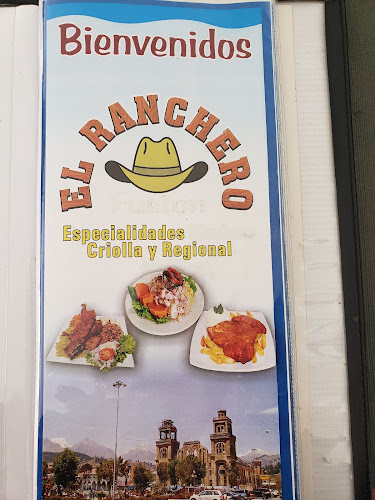 Bienvenidos
EL RANCHERO
Fusion
Especialidades
Criolla y Regional